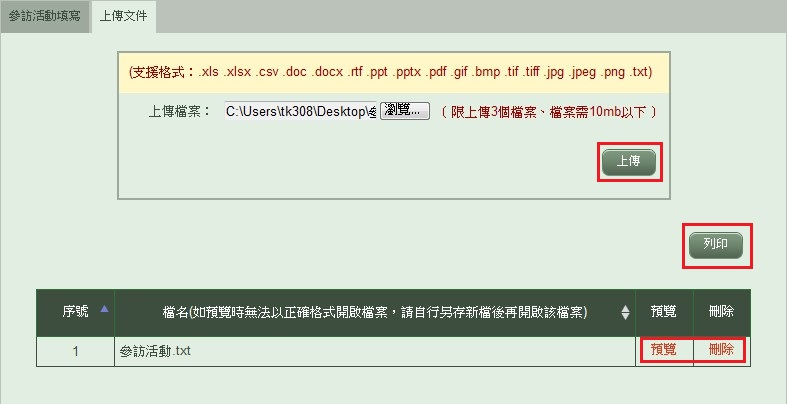 參訪活動填寫 上傳文件
(支援格式：.xls .xlsx .csv .doc .docx .rtf .ppt .pptx .pdf .gif .bmp .tif .tiff .jpg .jpeg .png .txt)
上傳檔案： C:\Users\tk308\Desktop\參 瀏覽... （ 限上傳3個檔案、檔案需10mb以下 ）
上傳
列印
序號 檔名(如預覽時無法以正確格式開啟檔案，請自行另存新檔後再開啟該檔案) 預覽 刪除
1 參訪活動.txt 預覽 刪除